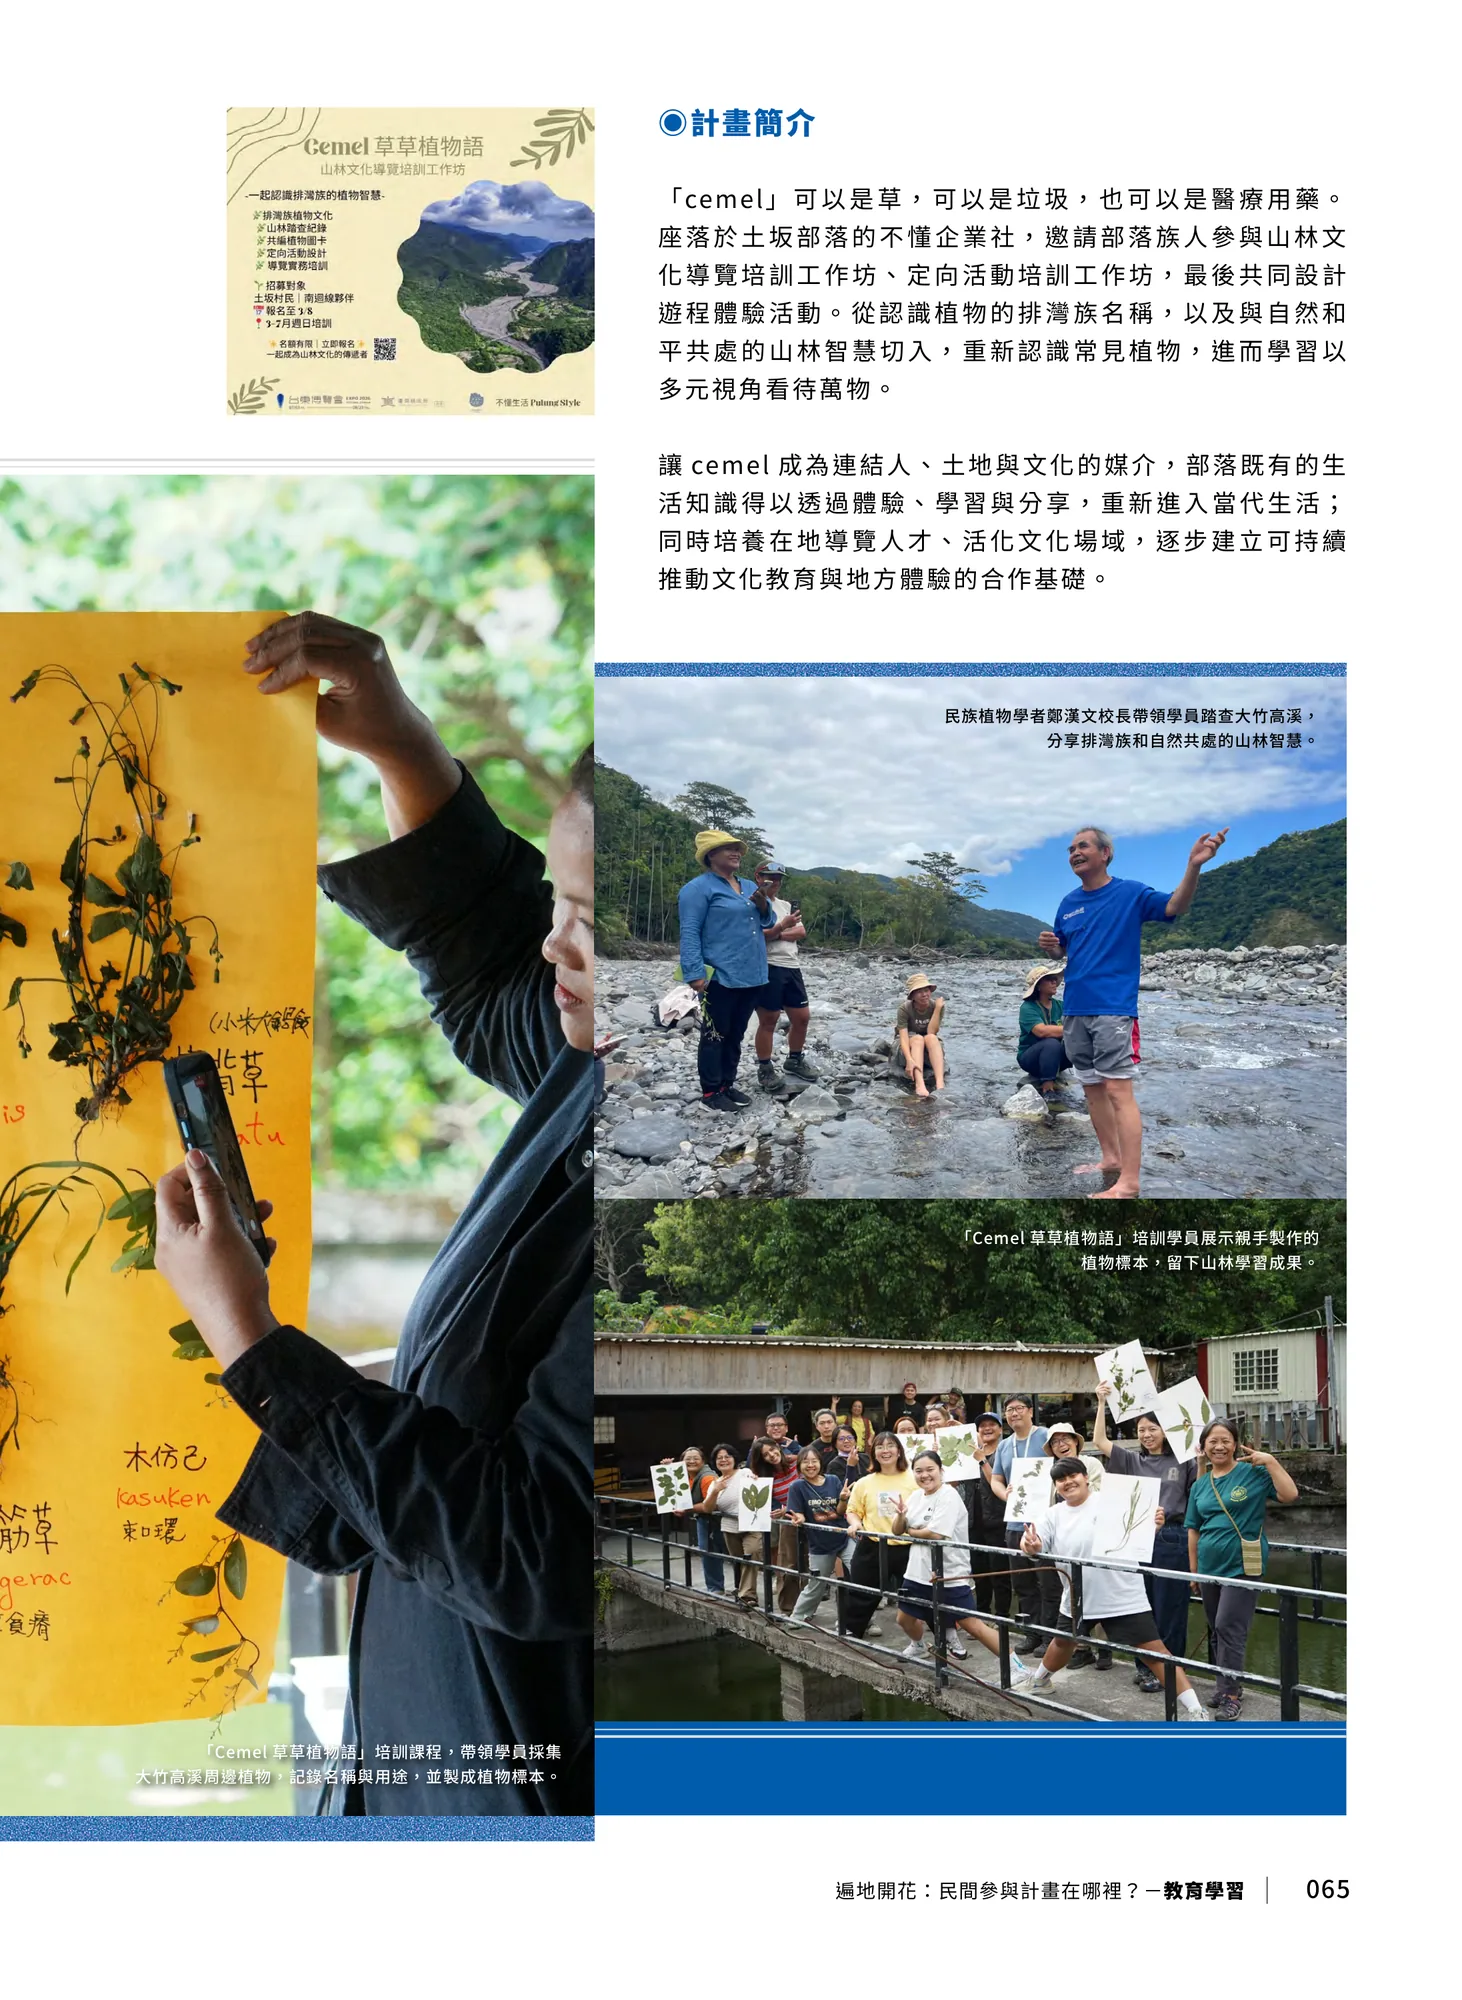 Cemel 草草植物語
山林文化導覽培訓工作坊
-一起認識排灣族的植物智慧-
排灣族植物文化
山林踏查紀錄
共編植物圖卡
定向活動設計
導覽實務培訓
招募對象
土坂村民｜南迴線夥伴
報名至 3/8
3-7月週日培訓
名額有限｜立即報名
一起成為山林文化的傳遞者
台東博覽會
不懂生活 Pulung Style
◉計畫簡介
「cemel」可以是草，可以是垃圾，也可以是醫療用藥。
座落於土坂部落的不懂企業社，邀請部落族人參與山林文
化導覽培訓工作坊、定向活動培訓工作坊，最後共同設計
遊程體驗活動。從認識植物的排灣族名稱，以及與自然和
平共處的山林智慧切入，重新認識常見植物，進而學習以
多元視角看待萬物。
讓 cemel 成為連結人、土地與文化的媒介，部落既有的生
活知識得以透過體驗、學習與分享，重新進入當代生活；
同時培養在地導覽人才、活化文化場域，逐步建立可持續
推動文化教育與地方體驗的合作基礎。
民族植物學者鄭漢文校長帶領學員踏查大竹高溪，
分享排灣族和自然共處的山林智慧。
「Cemel 草草植物語」培訓學員展示親手製作的
植物標本，留下山林學習成果。
(小米大鍋飯
背草
is
atu
木仿己
kasuken
筋草
gerac
「Cemel 草草植物語」培訓課程，帶領學員採集
大竹高溪周邊植物，記錄名稱與用途，並製成植物標本。
遍地開花：民間參與計畫在哪裡？－教育學習｜ 065